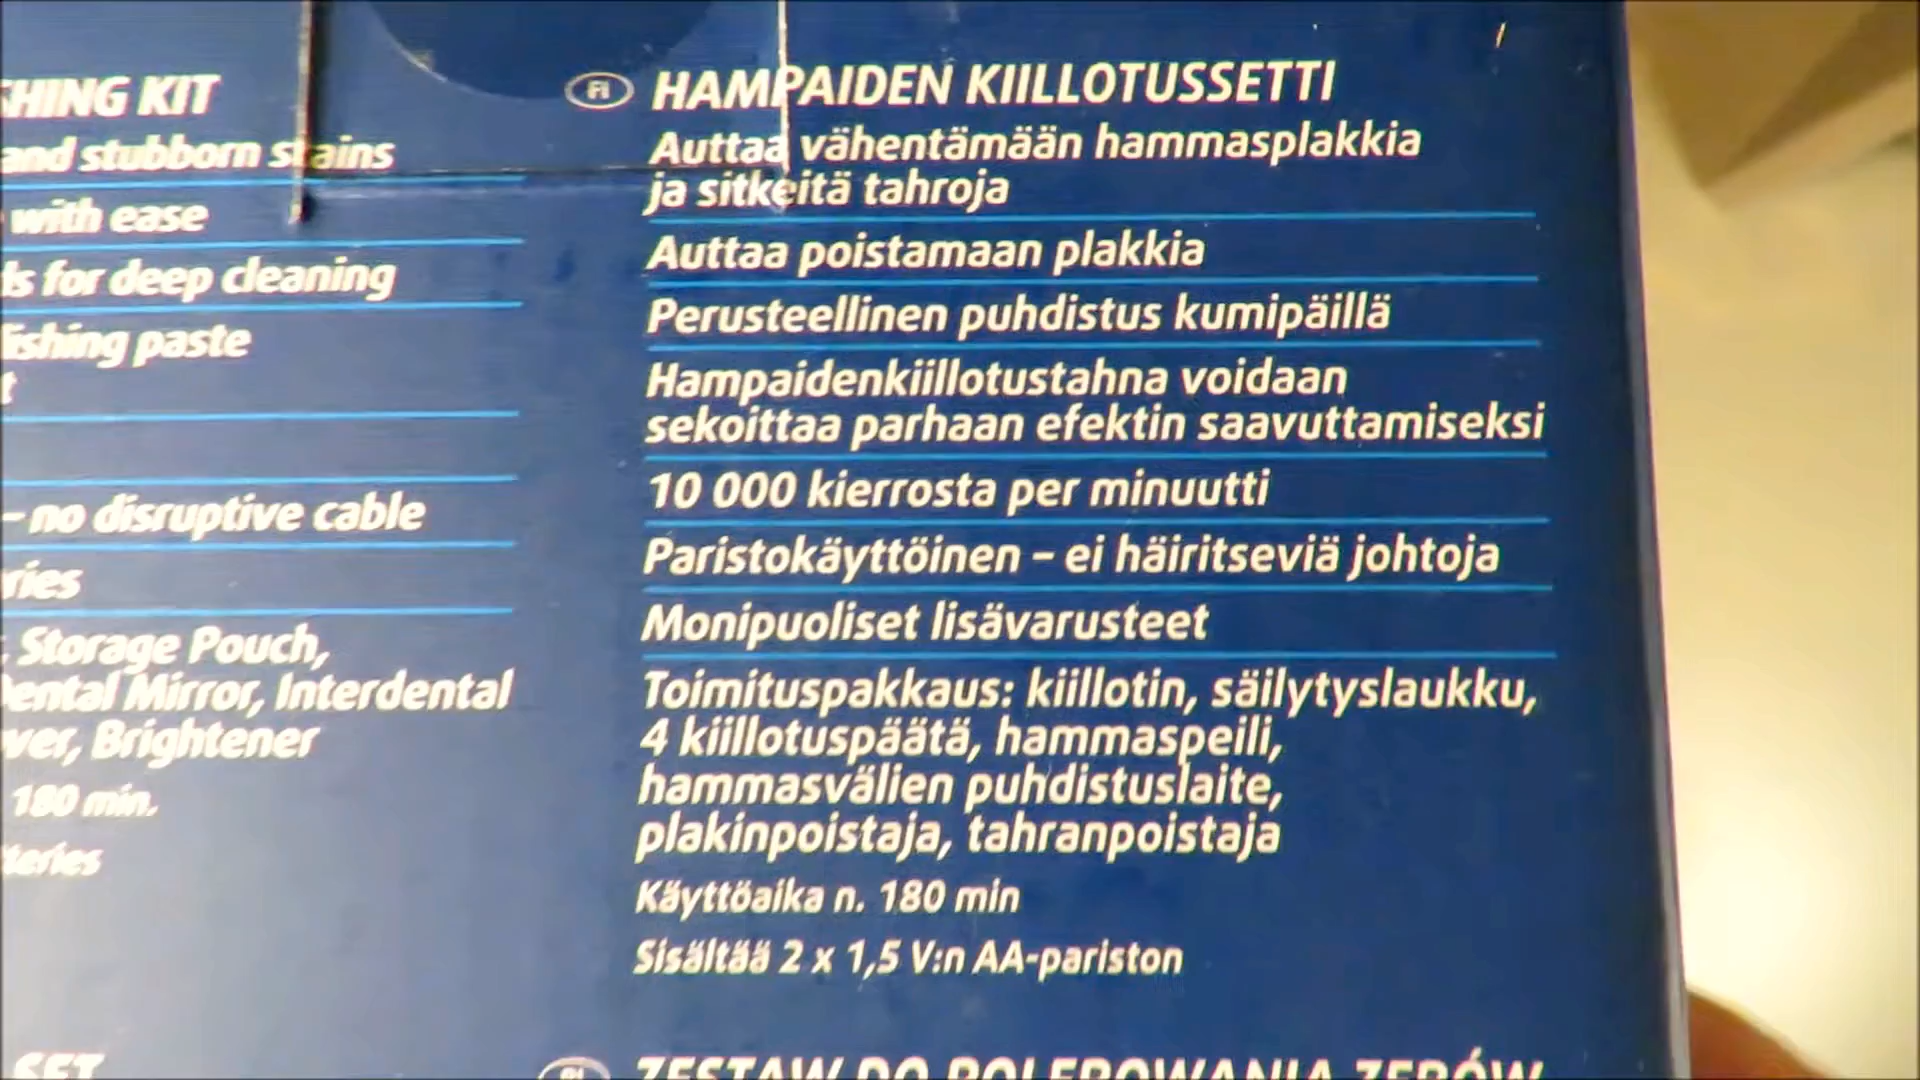 HING KIT
and stubborn stains
with ease
ls for deep cleaning
ishing paste
t
– no disruptive cable
ries
Storage Pouch,
ental Mirror, Interdental
ver, Brightener
180 min.
teries
SET
FI HAMPAIDEN KIILLOTUSSETTI
Auttaa vähentämään hammasplakkia
ja sitkeitä tahroja
Auttaa poistamaan plakkia
Perusteellinen puhdistus kumipäillä
Hampaidenkiillotustahna voidaan
sekoittaa parhaan efektin saavuttamiseksi
10 000 kierrosta per minuutti
Paristokäyttöinen – ei häiritseviä johtoja
Monipuoliset lisävarusteet
Toimituspakkaus: kiillotin, säilytyslaukku,
4 kiillotuspäätä, hammaspeili,
hammasvälien puhdistuslaite,
plakinpoistaja, tahranpoistaja
Käyttöaika n. 180 min
Sisältää 2 x 1,5 V:n AA-pariston
PL ZESTAW DO POLEROWANIA ZĘBÓW